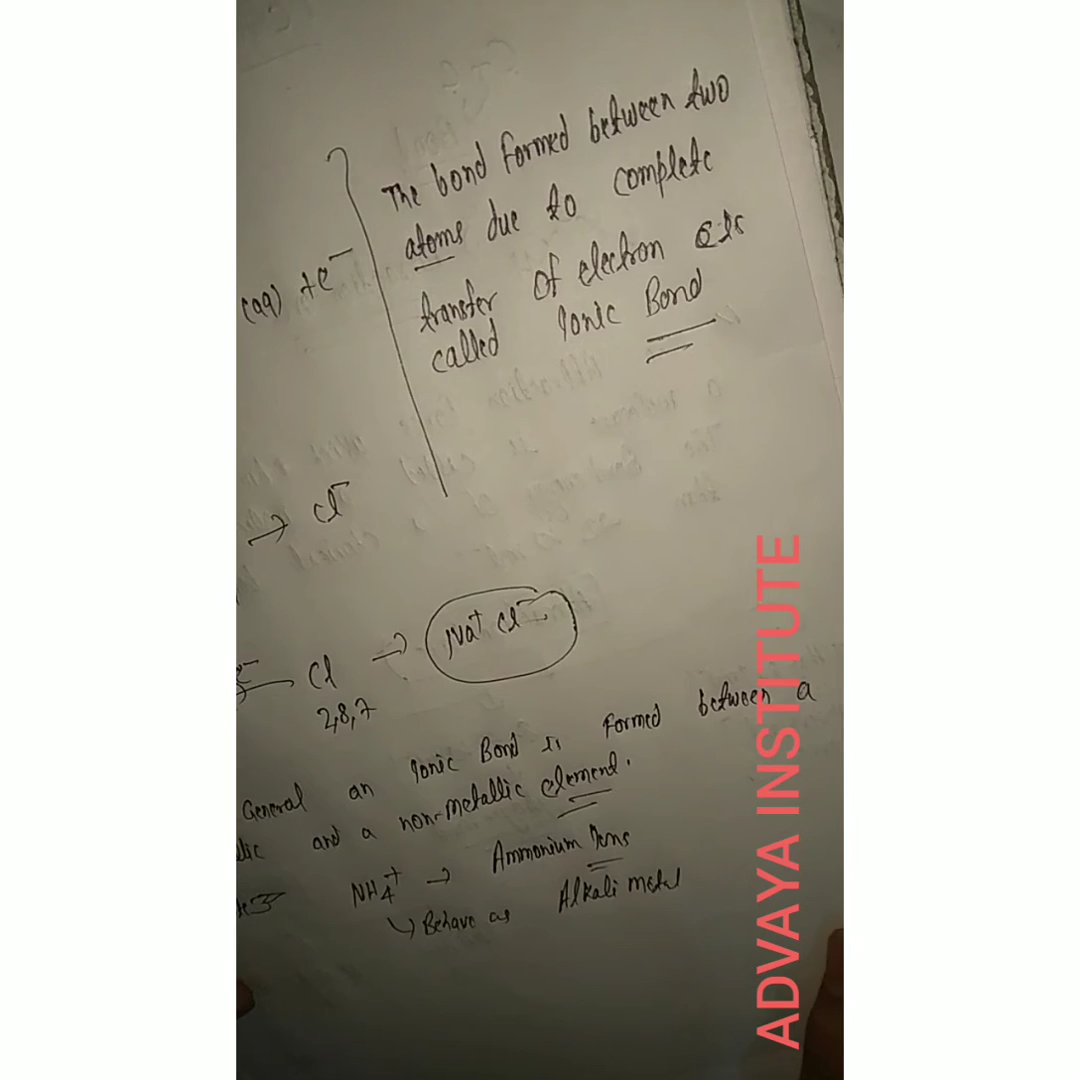 The bond formed between two
atoms due to complete
transfer of electron is
called Ionic Bond
(aq) + e⁻
→ Cl⁻
Cl → Na⁺ Cl⁻
2,8,7
General an Ionic Bond is formed between a
and a non-metallic element.
NH₄⁺ → Ammonium Ions
↳ Behave as Alkali metal
ADVAYA INSTITUTE